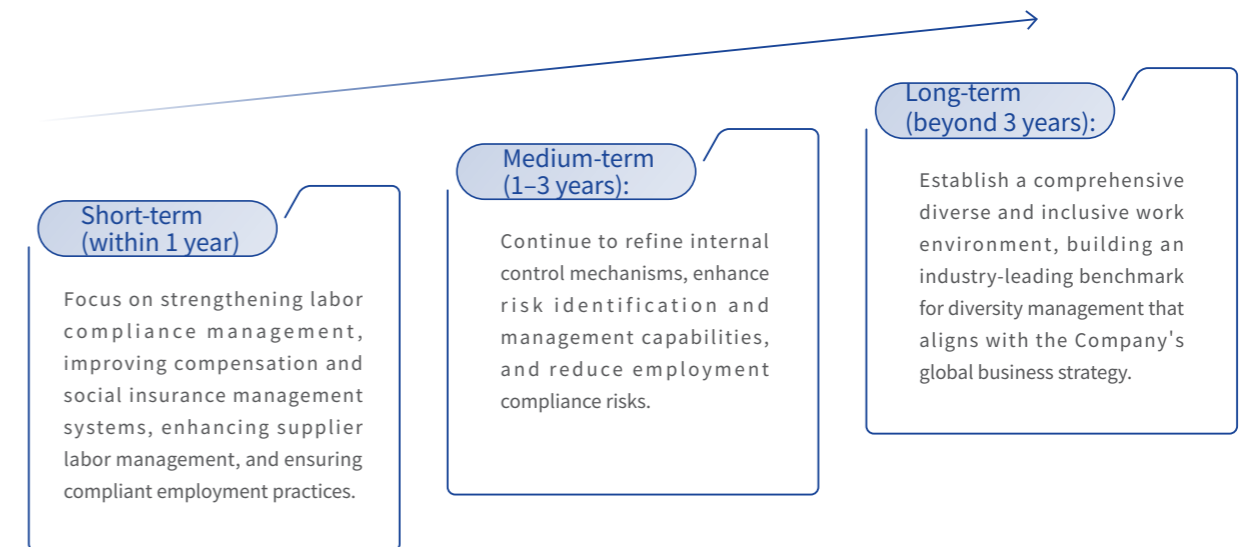 Short-term
(within 1 year)
Focus on strengthening labor
compliance management,
improving compensation and
social insurance management
systems, enhancing supplier
labor management, and ensuring
compliant employment practices.
Medium-term
(1–3 years):
Continue to refine internal
control mechanisms, enhance
risk identification and
management capabilities,
and reduce employment
compliance risks.
Long-term
(beyond 3 years):
Establish a comprehensive
diverse and inclusive work
environment, building an
industry-leading benchmark
for diversity management that
aligns with the Company's
global business strategy.